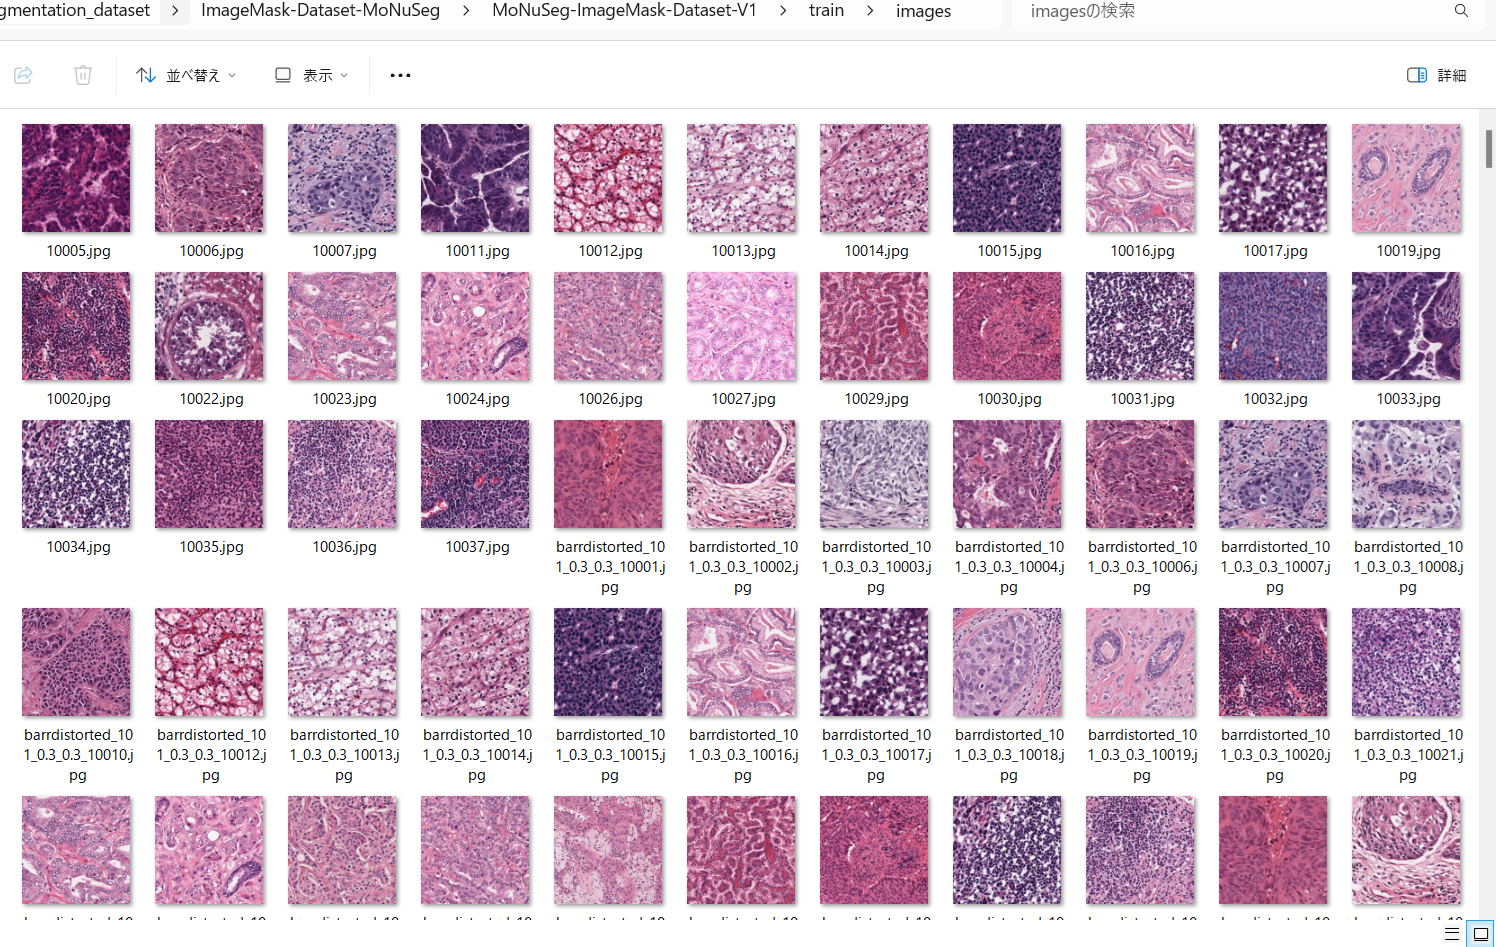 gmentation_dataset > ImageMask-Dataset-MoNuSeg > MoNuSeg-ImageMask-Dataset-V1 > train > images
imagesの検索
並べ替え
表示
詳細
10005.jpg 10006.jpg 10007.jpg 10011.jpg 10012.jpg 10013.jpg 10014.jpg 10015.jpg 10016.jpg 10017.jpg 10019.jpg
10020.jpg 10022.jpg 10023.jpg 10024.jpg 10026.jpg 10027.jpg 10029.jpg 10030.jpg 10031.jpg 10032.jpg 10033.jpg
10034.jpg 10035.jpg 10036.jpg 10037.jpg barrdistorted_101_0.3_0.3_10001.jpg barrdistorted_101_0.3_0.3_10002.jpg barrdistorted_101_0.3_0.3_10003.jpg barrdistorted_101_0.3_0.3_10004.jpg barrdistorted_101_0.3_0.3_10006.jpg barrdistorted_101_0.3_0.3_10007.jpg barrdistorted_101_0.3_0.3_10008.jpg
barrdistorted_101_0.3_0.3_10010.jpg barrdistorted_101_0.3_0.3_10012.jpg barrdistorted_101_0.3_0.3_10013.jpg barrdistorted_101_0.3_0.3_10014.jpg barrdistorted_101_0.3_0.3_10015.jpg barrdistorted_101_0.3_0.3_10016.jpg barrdistorted_101_0.3_0.3_10017.jpg barrdistorted_101_0.3_0.3_10018.jpg barrdistorted_101_0.3_0.3_10019.jpg barrdistorted_101_0.3_0.3_10020.jpg barrdistorted_101_0.3_0.3_10021.jpg